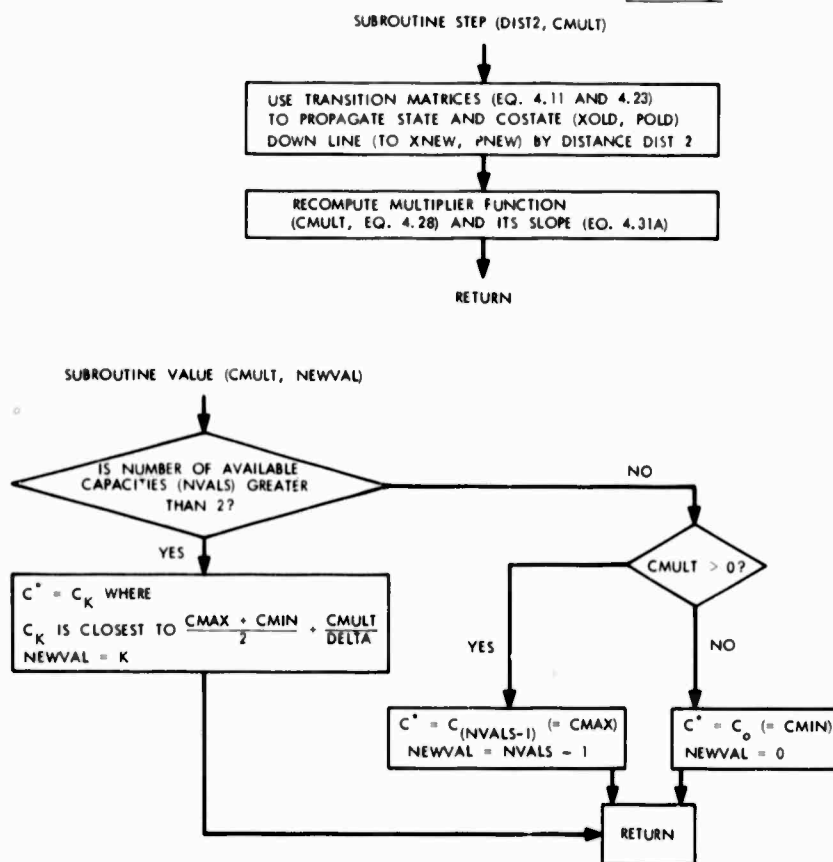 SUBROUTINE STEP (DIST2, CMULT)
USE TRANSITION MATRICES (EQ. 4.11 AND 4.23)
TO PROPAGATE STATE AND COSTATE (XOLD, POLD)
DOWN LINE (TO XNEW, PNEW) BY DISTANCE DIST 2
RECOMPUTE MULTIPLIER FUNCTION
(CMULT, EQ. 4.28) AND ITS SLOPE (EQ. 4.31A)
RETURN
SUBROUTINE VALUE (CMULT, NEWVAL)
IS NUMBER OF AVAILABLE
CAPACITIES (NVALS) GREATER
THAN 2?
NO
YES
CMULT > 0?
C* = C_K WHERE
C_K IS CLOSEST TO (CMAX + CMIN)/2 + CMULT/DELTA
NEWVAL = K
YES
NO
C* = C_(NVALS-1) (= CMAX)
NEWVAL = NVALS - 1
C* = C_o (= CMIN)
NEWVAL = 0
RETURN